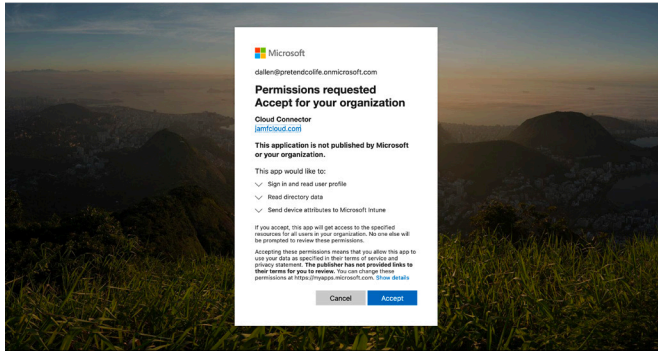 Microsoft
dallen@pretendcolife.onmicrosoft.com
Permissions requested
Accept for your organization
Cloud Connector
jamfcloud.com
This application is not published by Microsoft
or your organization.
This app would like to:
Sign in and read user profile
Read directory data
Send device attributes to Microsoft Intune
If you accept, this app will get access to the specified
resources for all users in your organization. No one else will
be prompted to review these permissions.
Accepting these permissions means that you allow this app to
use your data as specified in their terms of service and
privacy statement. The publisher has not provided links to
their terms for you to review. You can change these
permissions at https://myapps.microsoft.com. Show details
Cancel
Accept